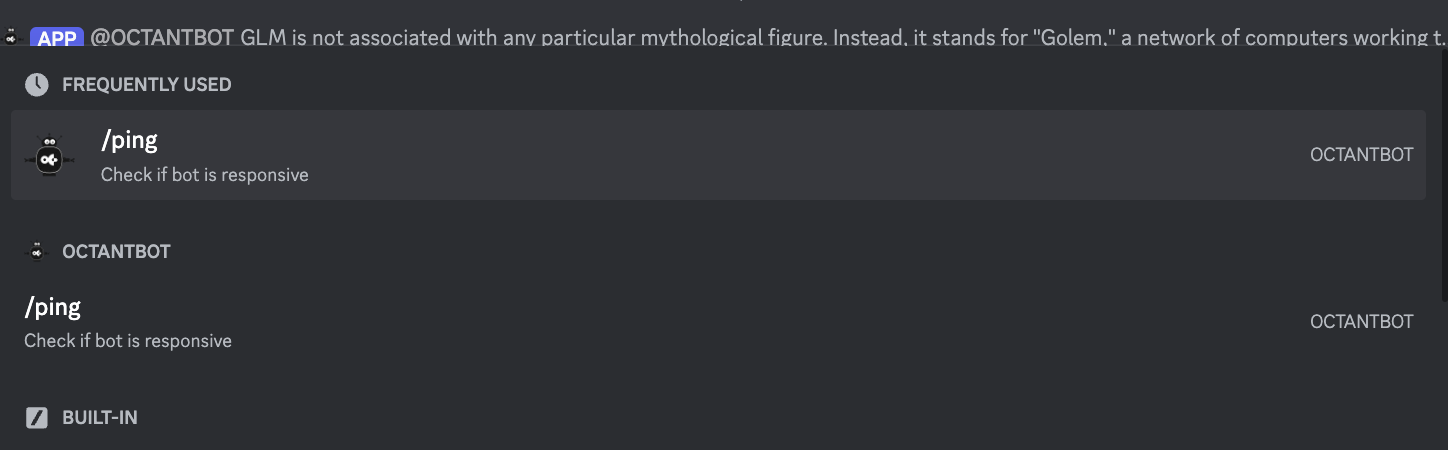 APP @OCTANTBOT GLM is not associated with any particular mythological figure. Instead, it stands for "Golem," a network of computers working t.
FREQUENTLY USED
/ping
Check if bot is responsive
OCTANTBOT
OCTANTBOT
/ping
Check if bot is responsive
OCTANTBOT
BUILT-IN